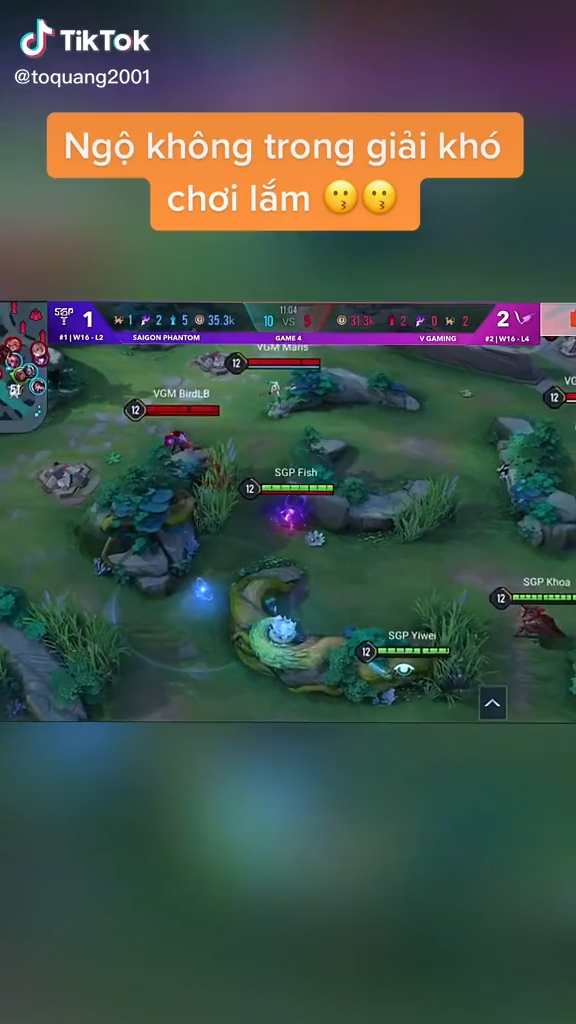 TikTok
@toquang2001
Ngộ không trong giải khó
chơi lắm 😗😗
SGP 1 1 2 5 35.3k 10 11:04 VS 31.3k 2 0 2 2
#1 | W16 - L2 SAIGON PHANTOM GAME 4 V GAMING #2 | W16 - L4
VGM Maris
12
VGM BirdLB
12
12
SGP Fish
12
SGP Khoa
12
SGP Yiwei
12